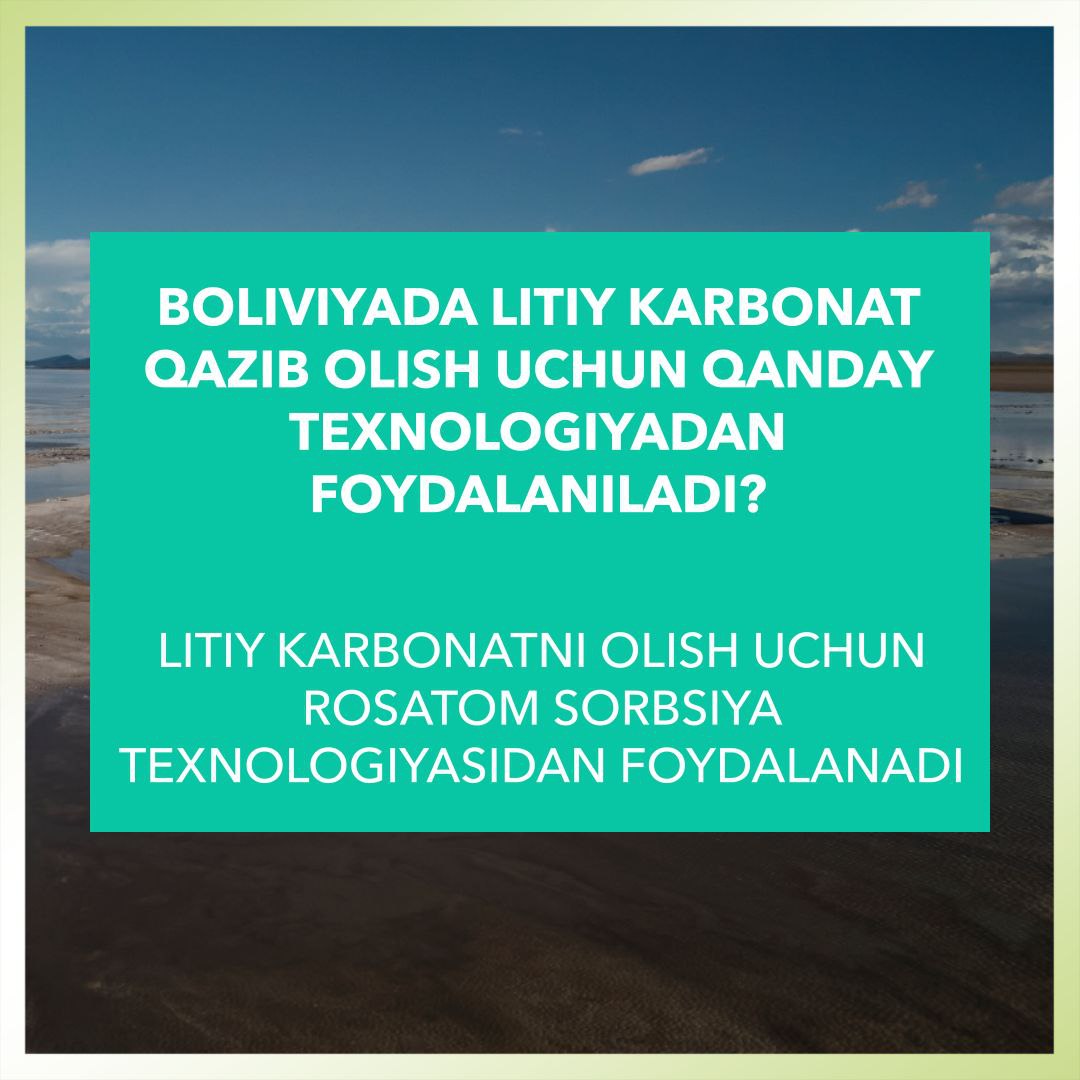 BOLIVIYADA LITIY KARBONAT
QAZIB OLISH UCHUN QANDAY
TEXNOLOGIYADAN
FOYDALANILADI?
LITIY KARBONATNI OLISH UCHUN
ROSATOM SORBSIYA
TEXNOLOGIYASIDAN FOYDALANADI